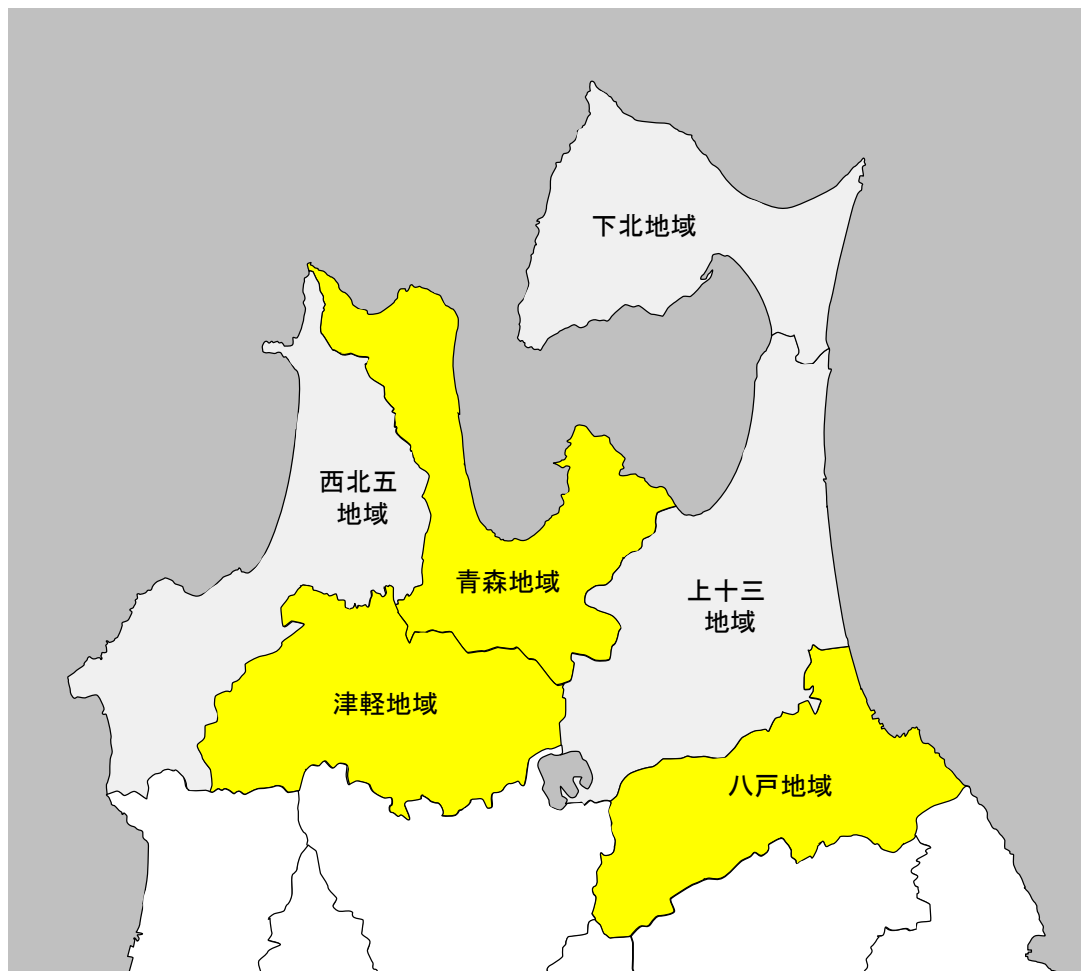 下北地域
西北五
地域
青森地域
上十三
地域
津軽地域
八戸地域